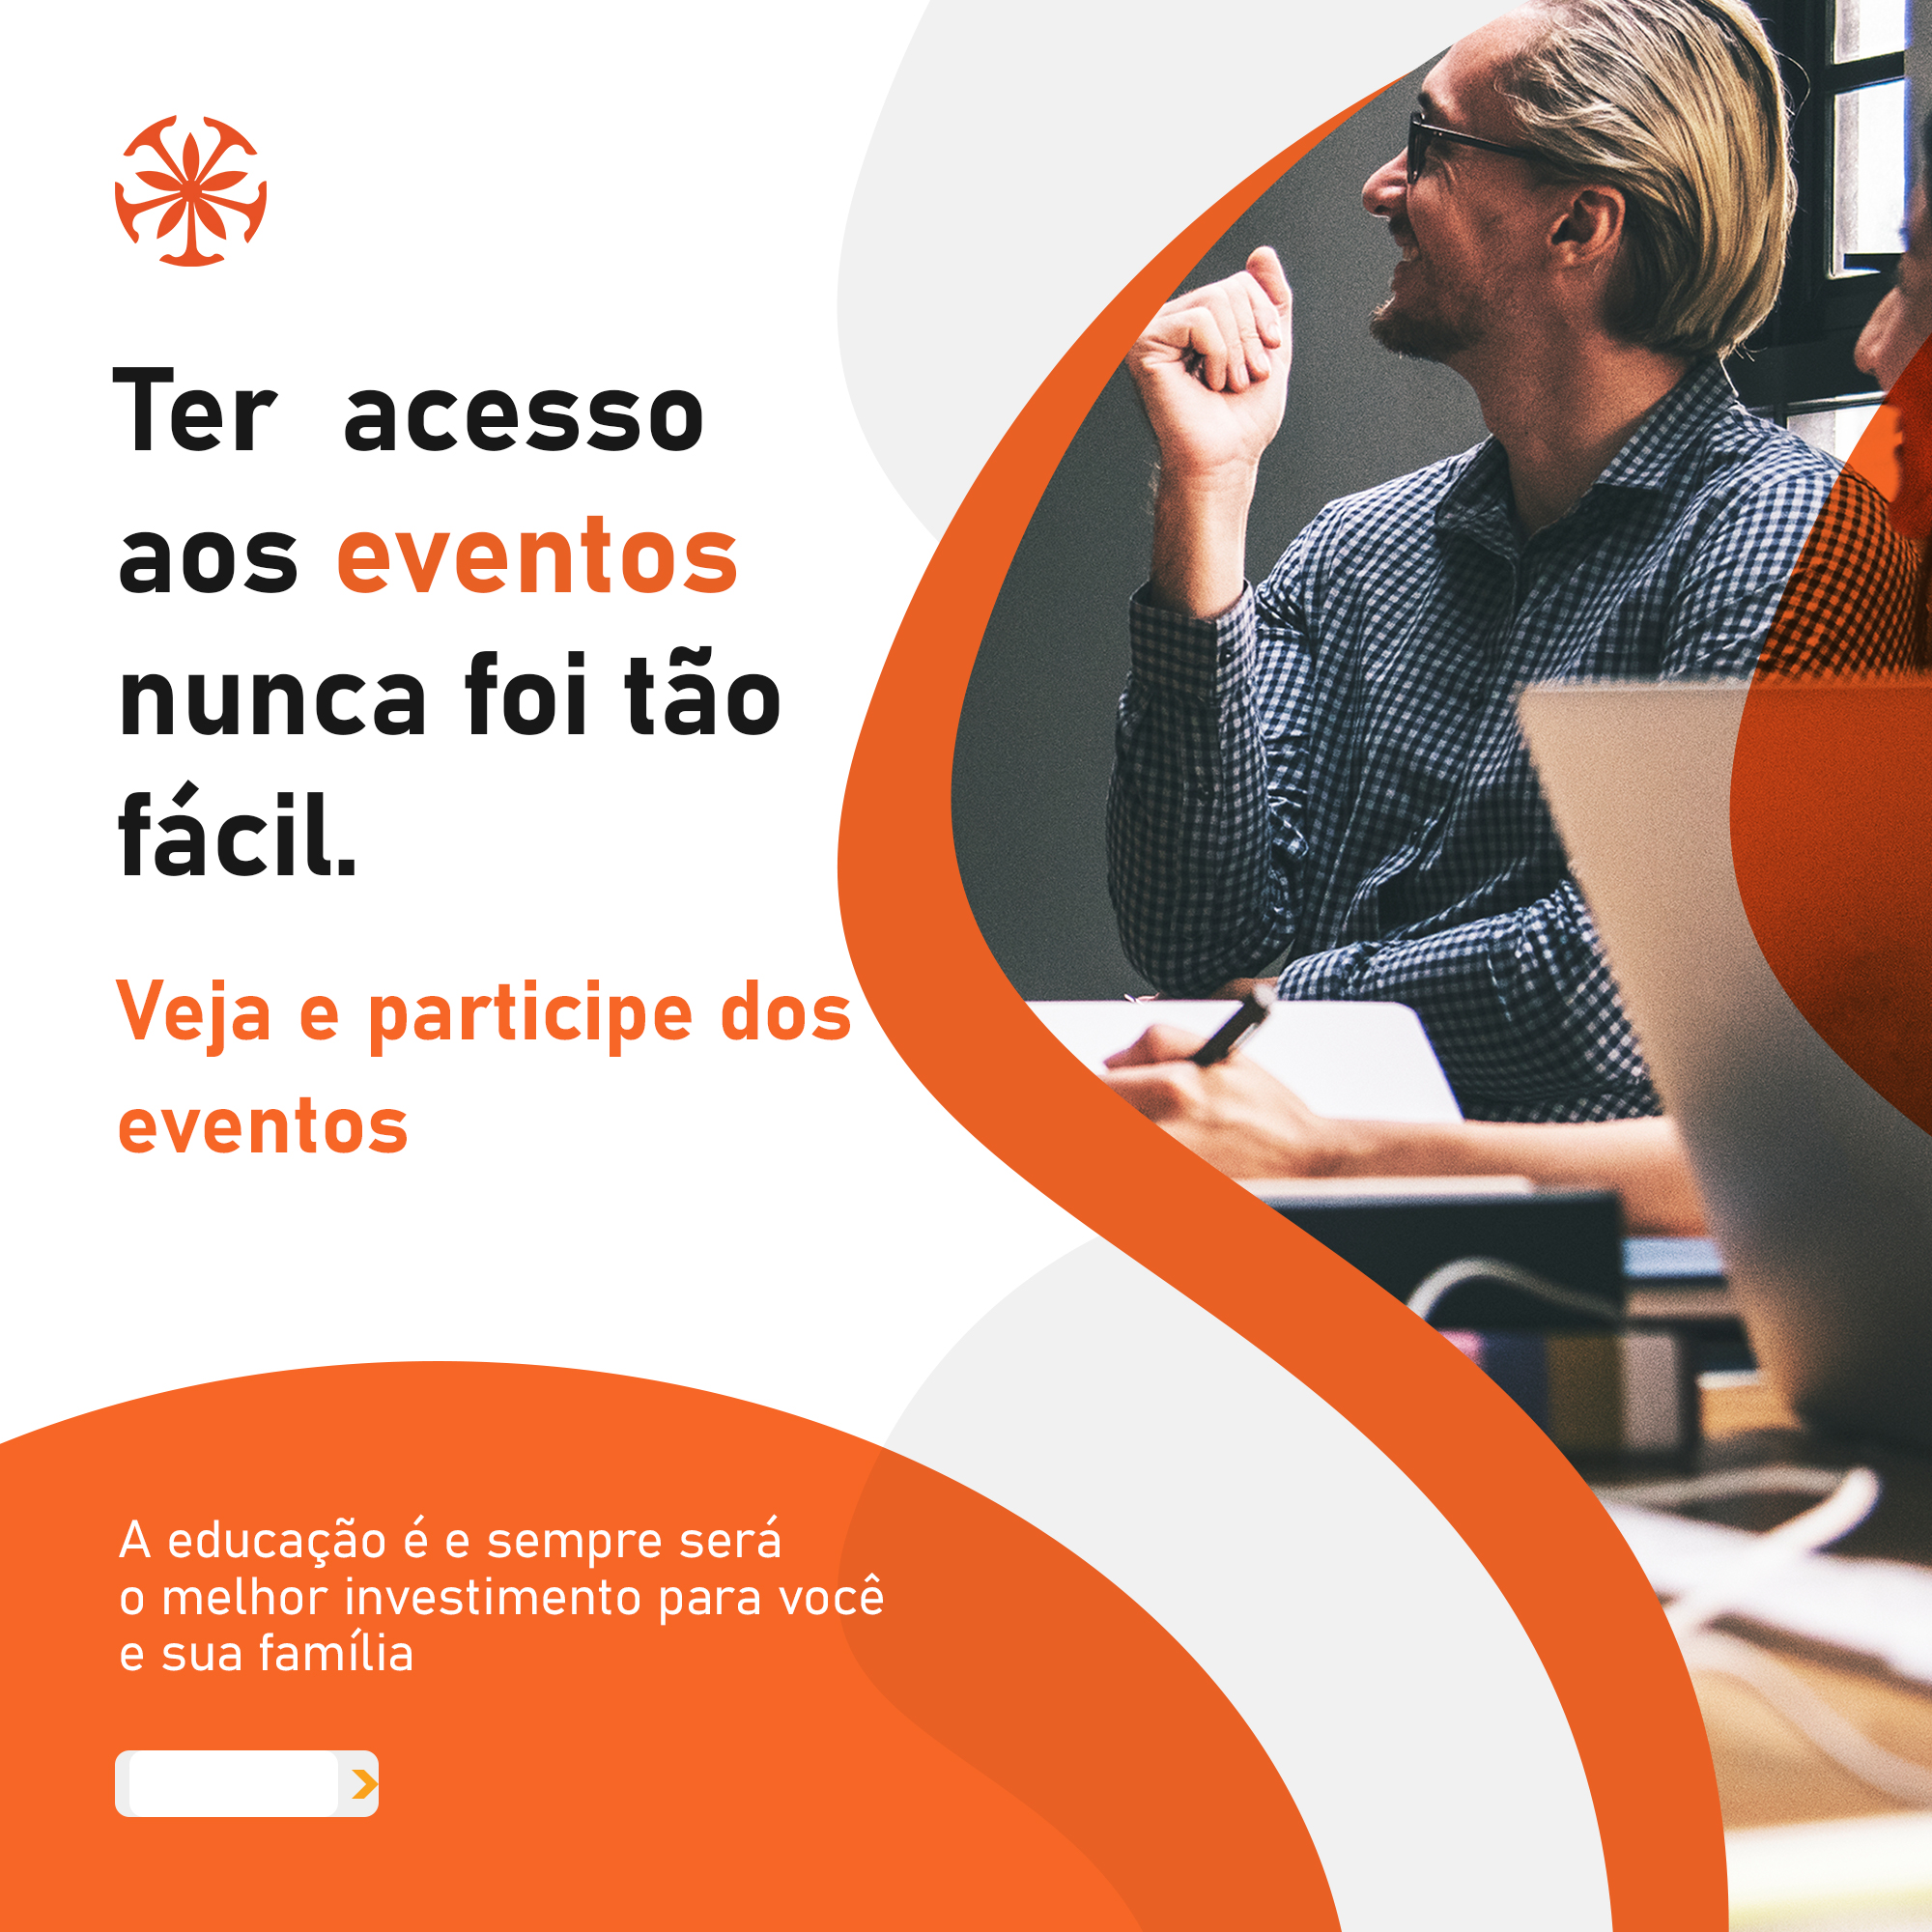 Ter acesso
aos eventos
nunca foi tão
fácil.
Veja e participe dos
eventos
A educação é e sempre será
o melhor investimento para você
e sua família